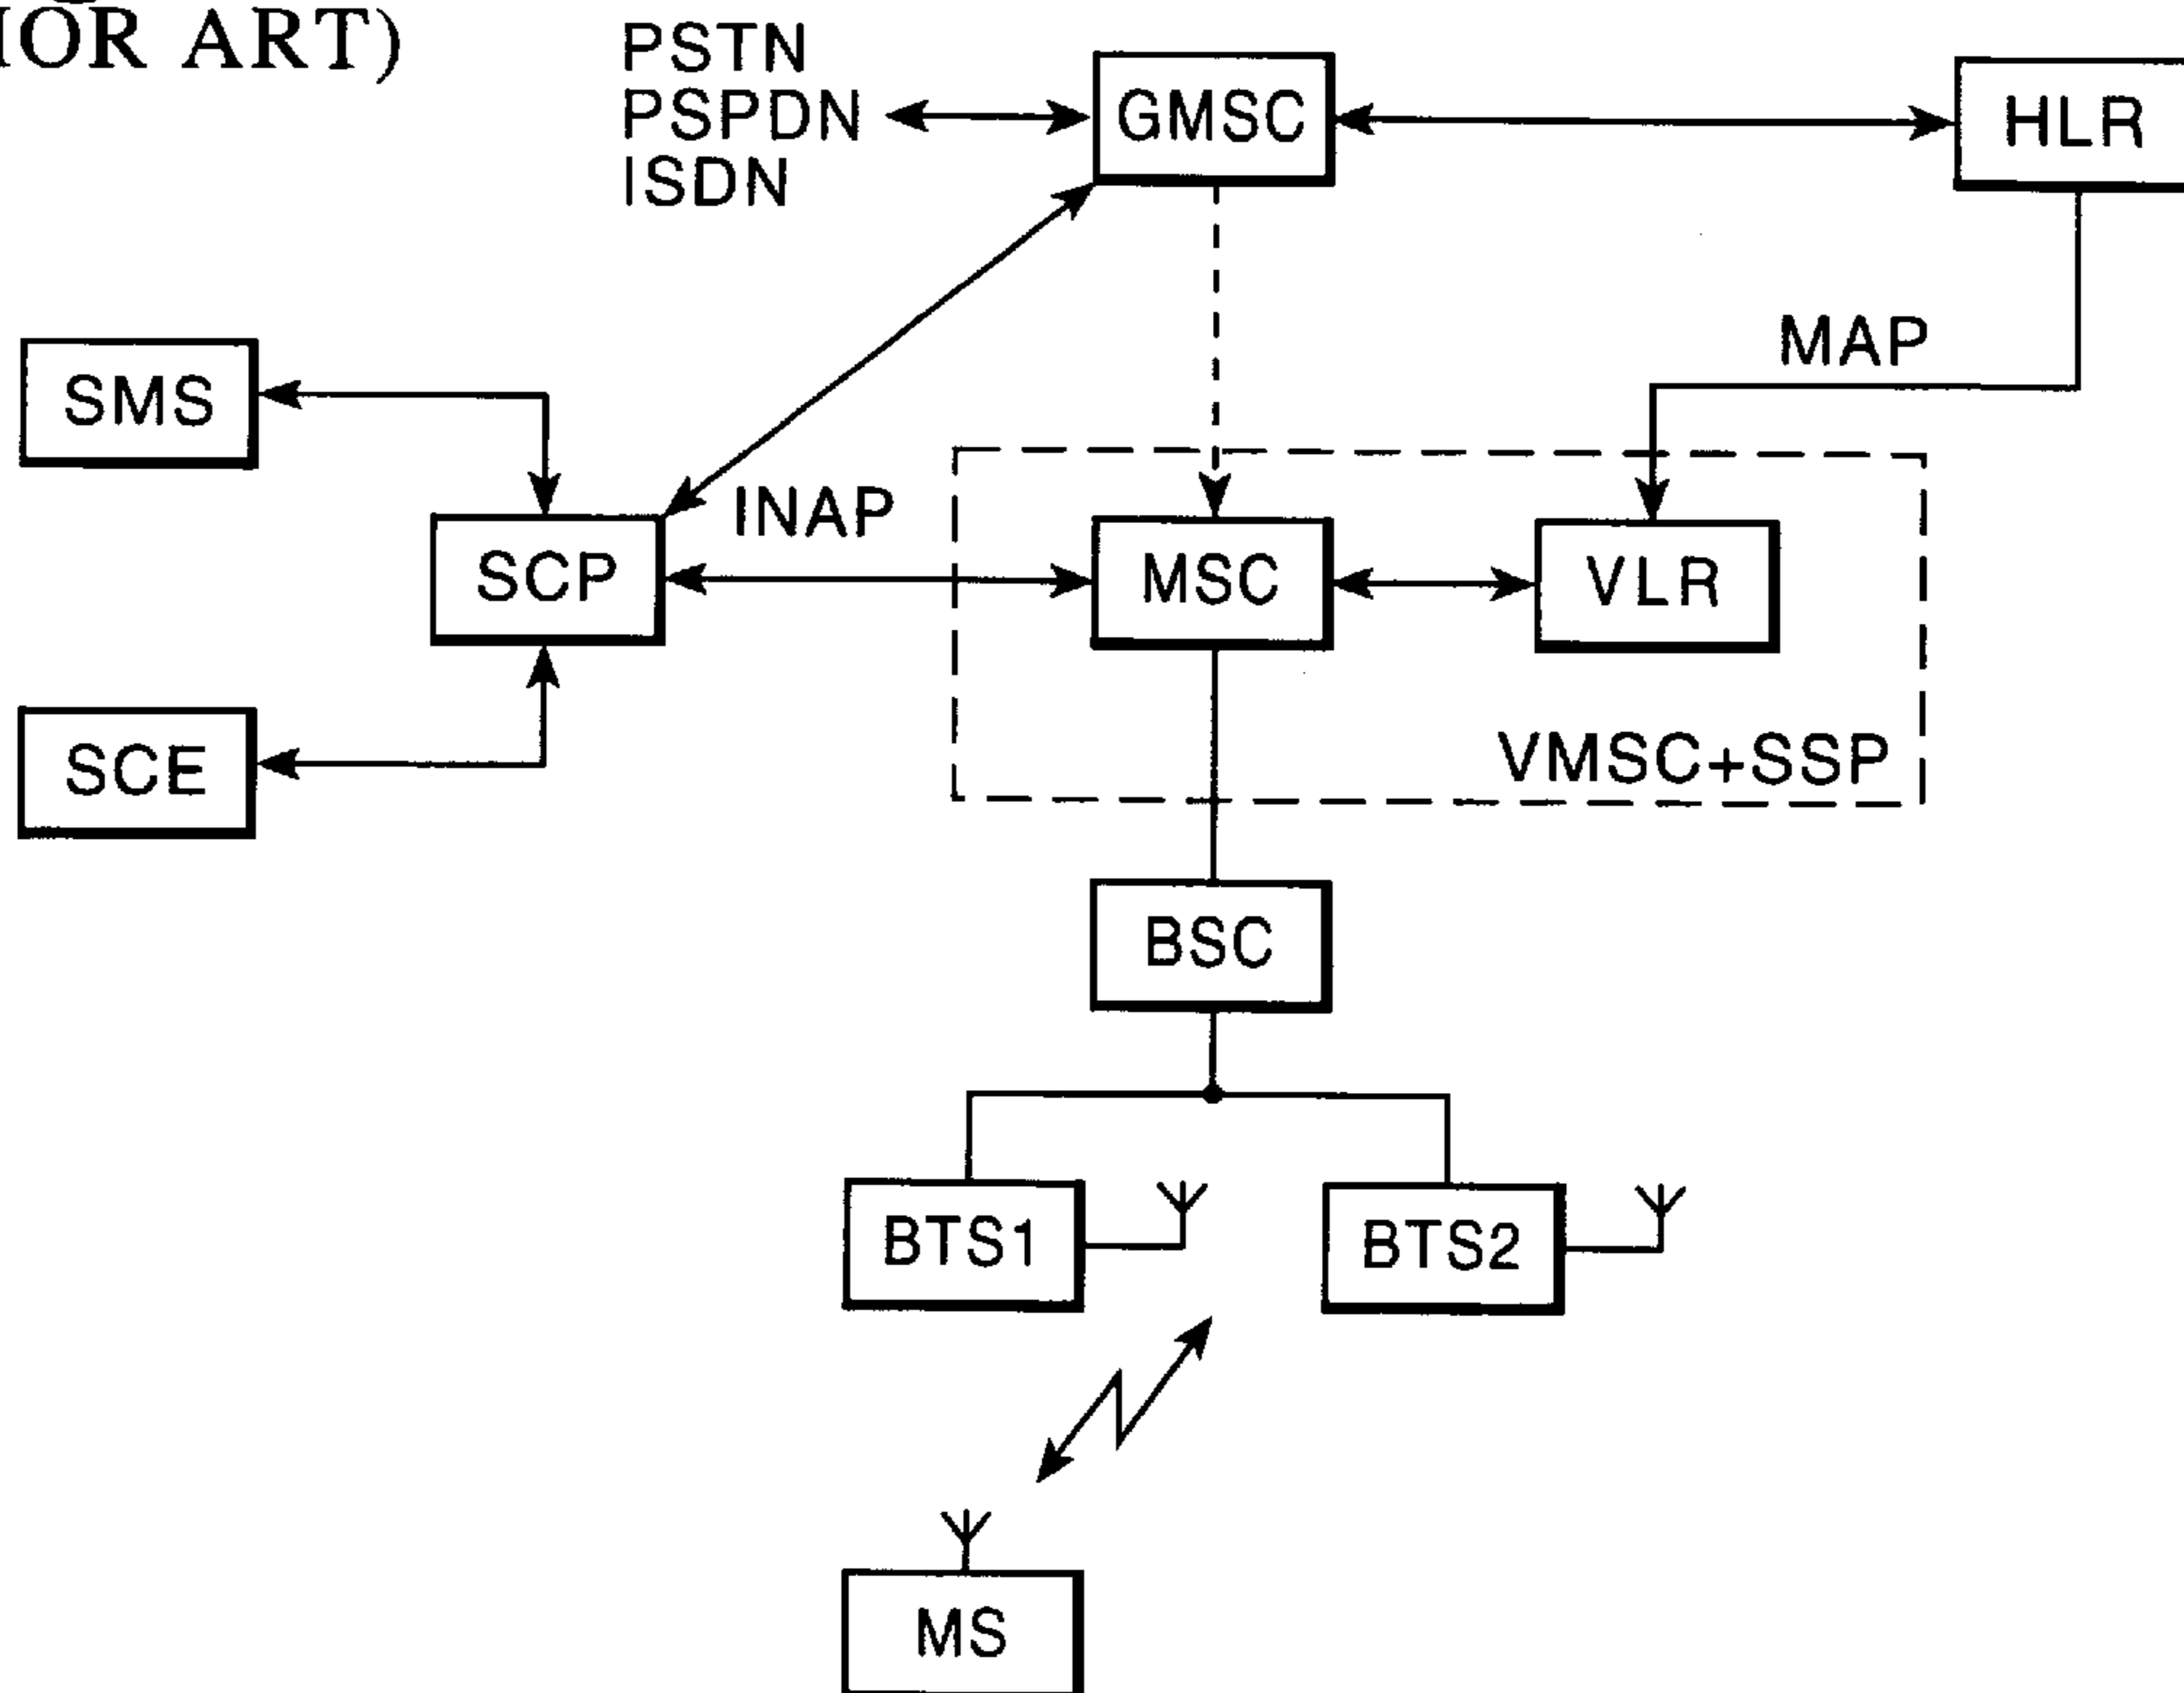 ART)
PSTN
PSPDN
ISDN
GMSC
HLR
MAP
SMS
INAP
SCP
MSC
VLR
SCE
VMSC+SSP
BSC
BTS1
BTS2
MS